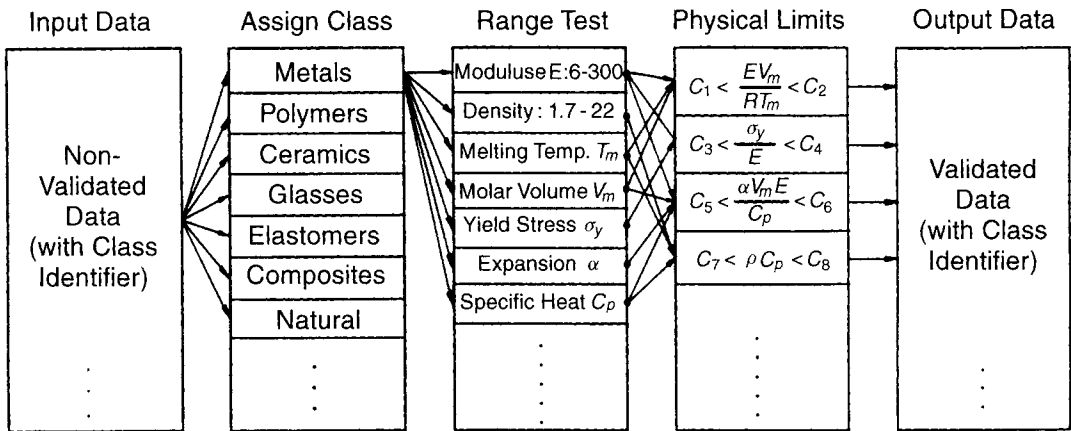 Input Data
Assign Class
Range Test
Physical Limits
Output Data
Non-
Validated
Data
(with Class
Identifier)
Metals
Polymers
Ceramics
Glasses
Elastomers
Composites
Natural
Moduluse E:6-300
Density : 1.7 - 22
Melting Temp. Tm
Molar Volume Vm
Yield Stress σy
Expansion α
Specific Heat Cp
C1 < EVm / RTm < C2
C3 < σy / E < C4
C5 < αVmE / Cp < C6
C7 < ρ Cp < C8
Validated
Data
(with Class
Identifier)